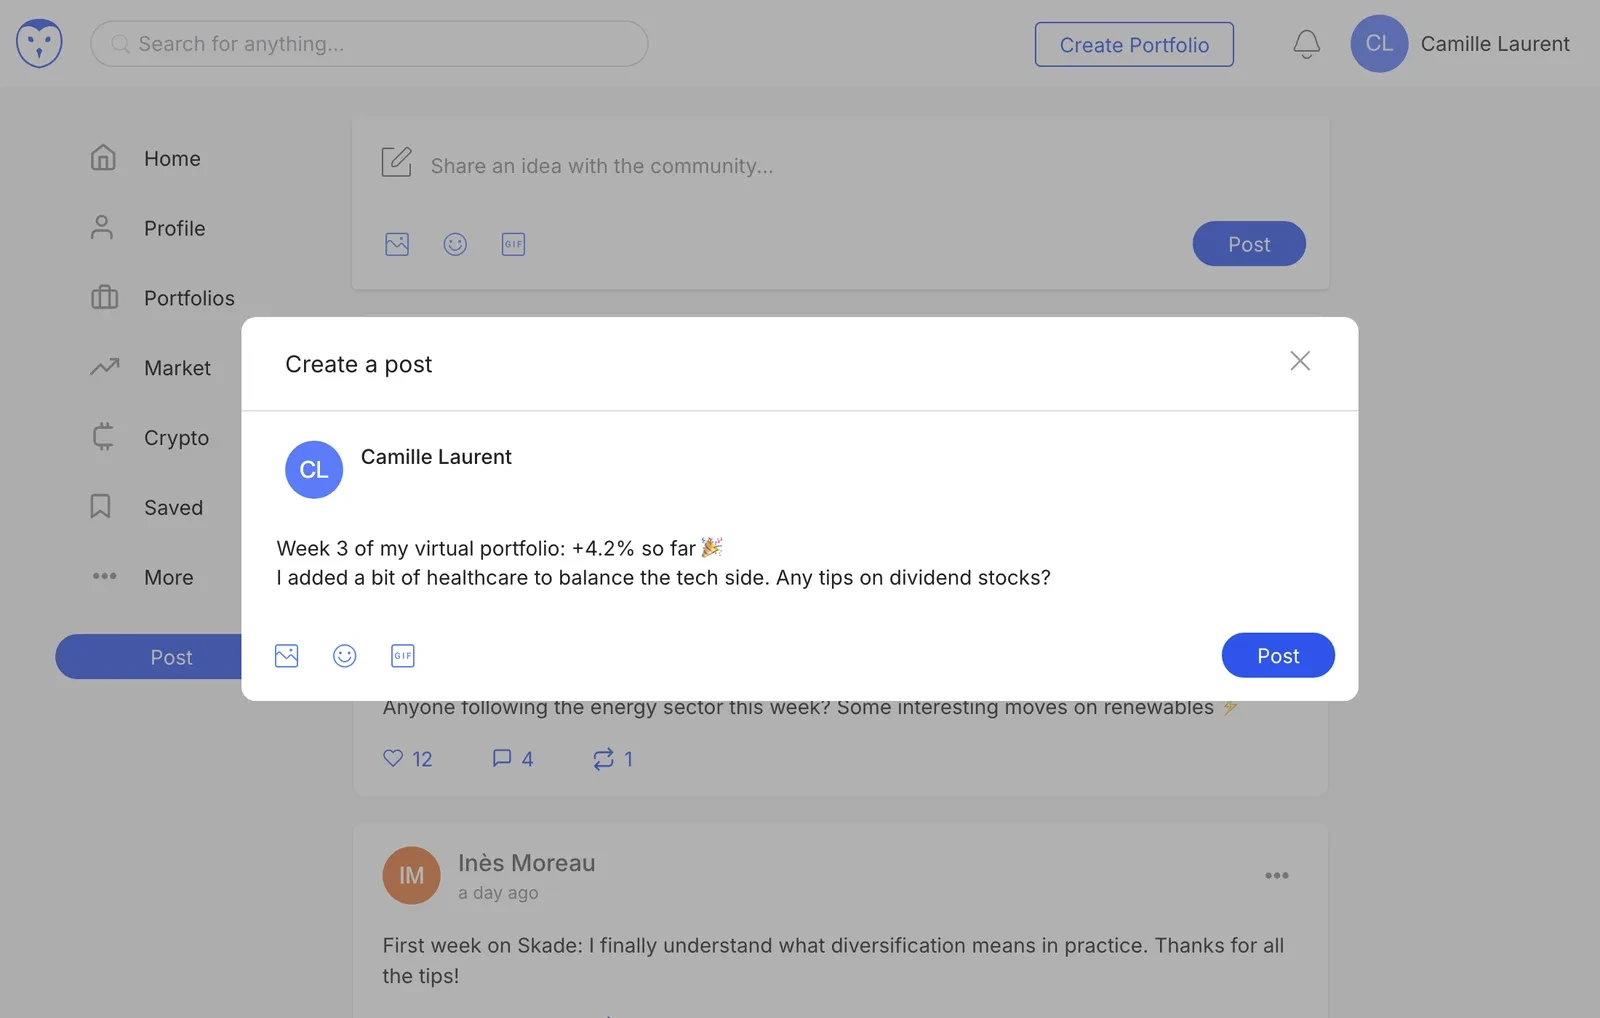 Search for anything...
Create Portfolio
CL
Camille Laurent
Home
Profile
Portfolios
Market
Crypto
Saved
More
Post
Share an idea with the community...
GIF
Post
Create a post
CL
Camille Laurent
Week 3 of my virtual portfolio: +4.2% so far 🎉
I added a bit of healthcare to balance the tech side. Any tips on dividend stocks?
GIF
Post
Anyone following the energy sector this week? Some interesting moves on renewables ⚡
12
4
1
IM
Inès Moreau
a day ago
First week on Skade: I finally understand what diversification means in practice. Thanks for all
the tips!